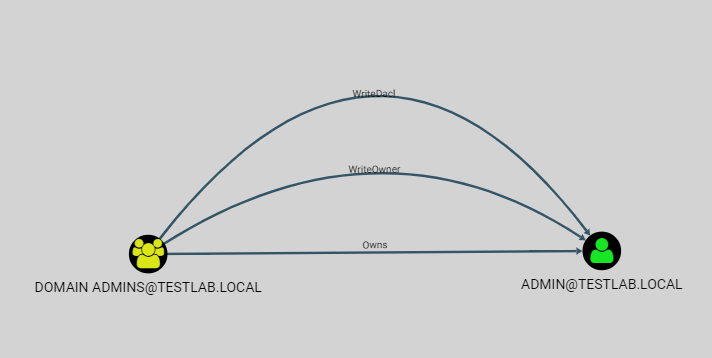 WriteDacl
WriteOwner
Owns
DOMAIN ADMINS@TESTLAB.LOCAL
ADMIN@TESTLAB.LOCAL